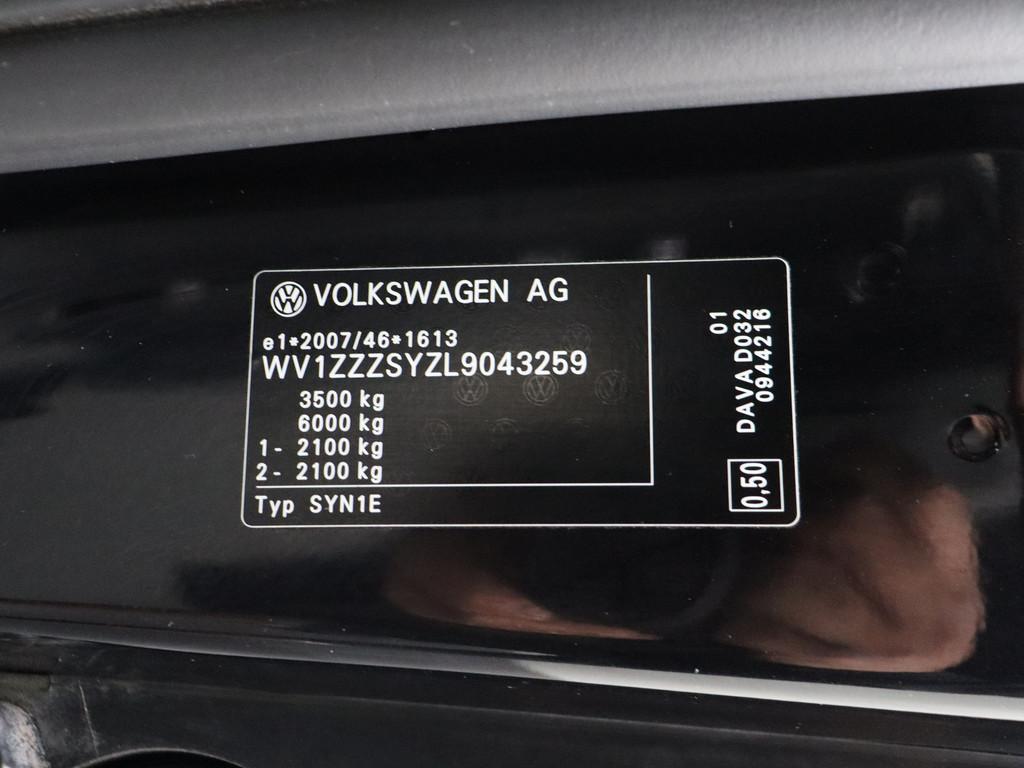 VOLKSWAGEN AG
e1*2007/46*1613
WV1ZZZSYZL9043259
3500 kg
6000 kg
1- 2100 kg
2- 2100 kg
Typ SYN1E
01
DAVA D032
0944216
0,50